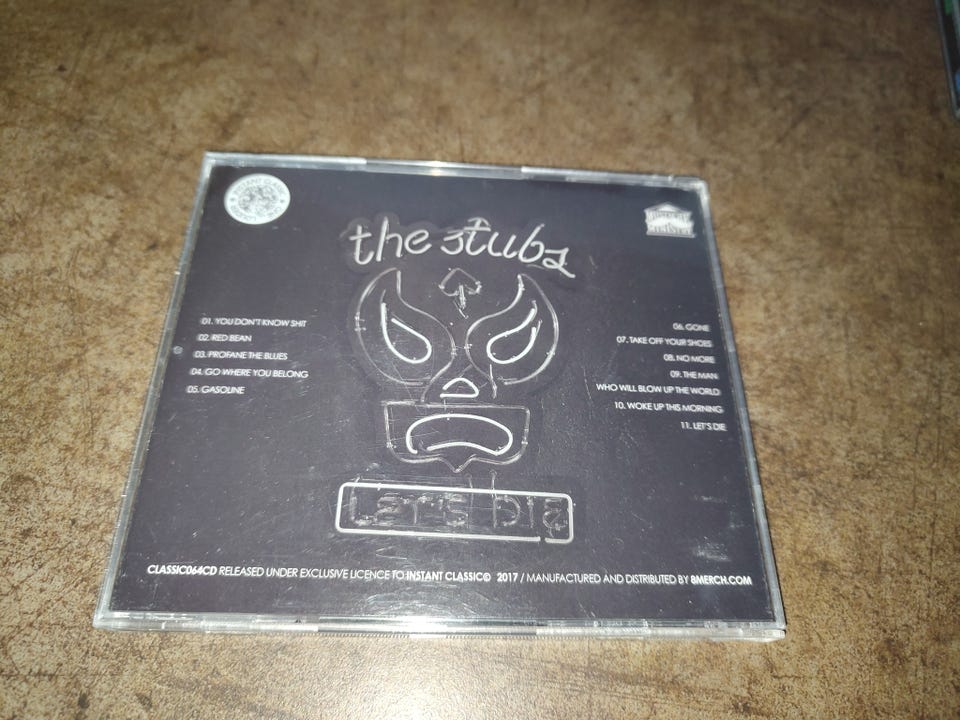 INSTANT CLASSIC
the stubs
01. YOU DON'T KNOW SHIT
02. RED BEAN
03. PROFANE THE BLUES
04. GO WHERE YOU BELONG
05. GASOLINE
06. GONE
07. TAKE OFF YOUR SHOES
08. NO MORE
09. THE MAN
WHO WILL BLOW UP THE WORLD
10. WOKE UP THIS MORNING
11. LET'S DIE
LET'S DIE
CLASSIC064CD RELEASED UNDER EXCLUSIVE LICENCE TO INSTANT CLASSIC© 2017 / MANUFACTURED AND DISTRIBUTED BY 8MERCH.COM